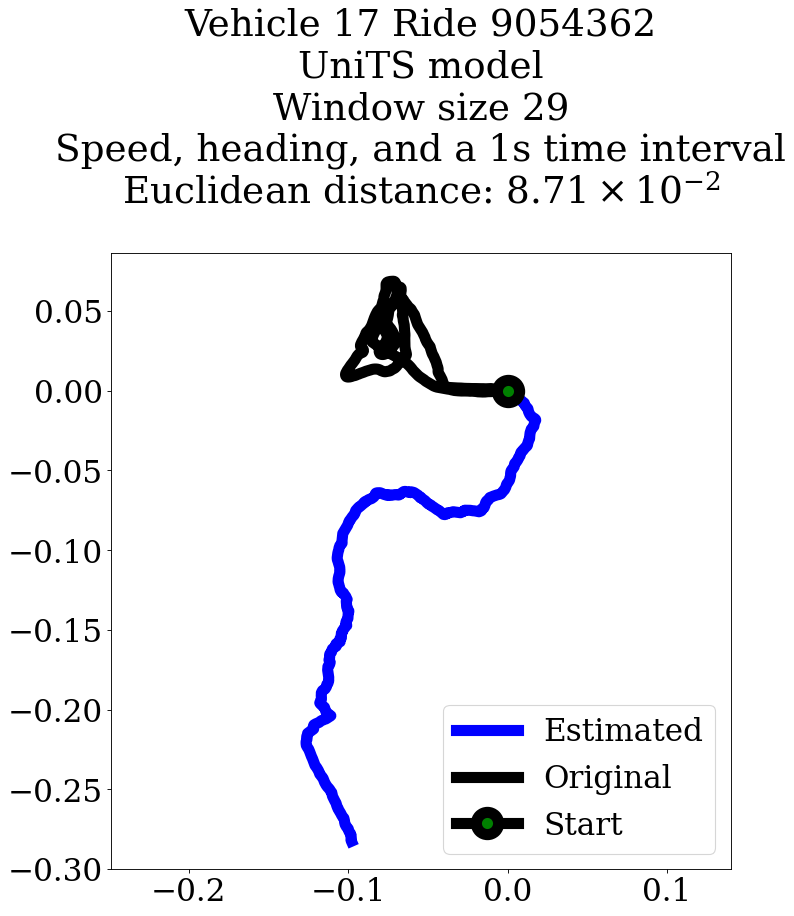 Vehicle 17 Ride 9054362
UniTS model
Window size 29
Speed, heading, and a 1s time interval
Euclidean distance: 8.71 × 10⁻²
0.05
0.00
−0.05
−0.10
−0.15
−0.20
−0.25
−0.30
−0.2
−0.1
0.0
0.1
Estimated
Original
Start